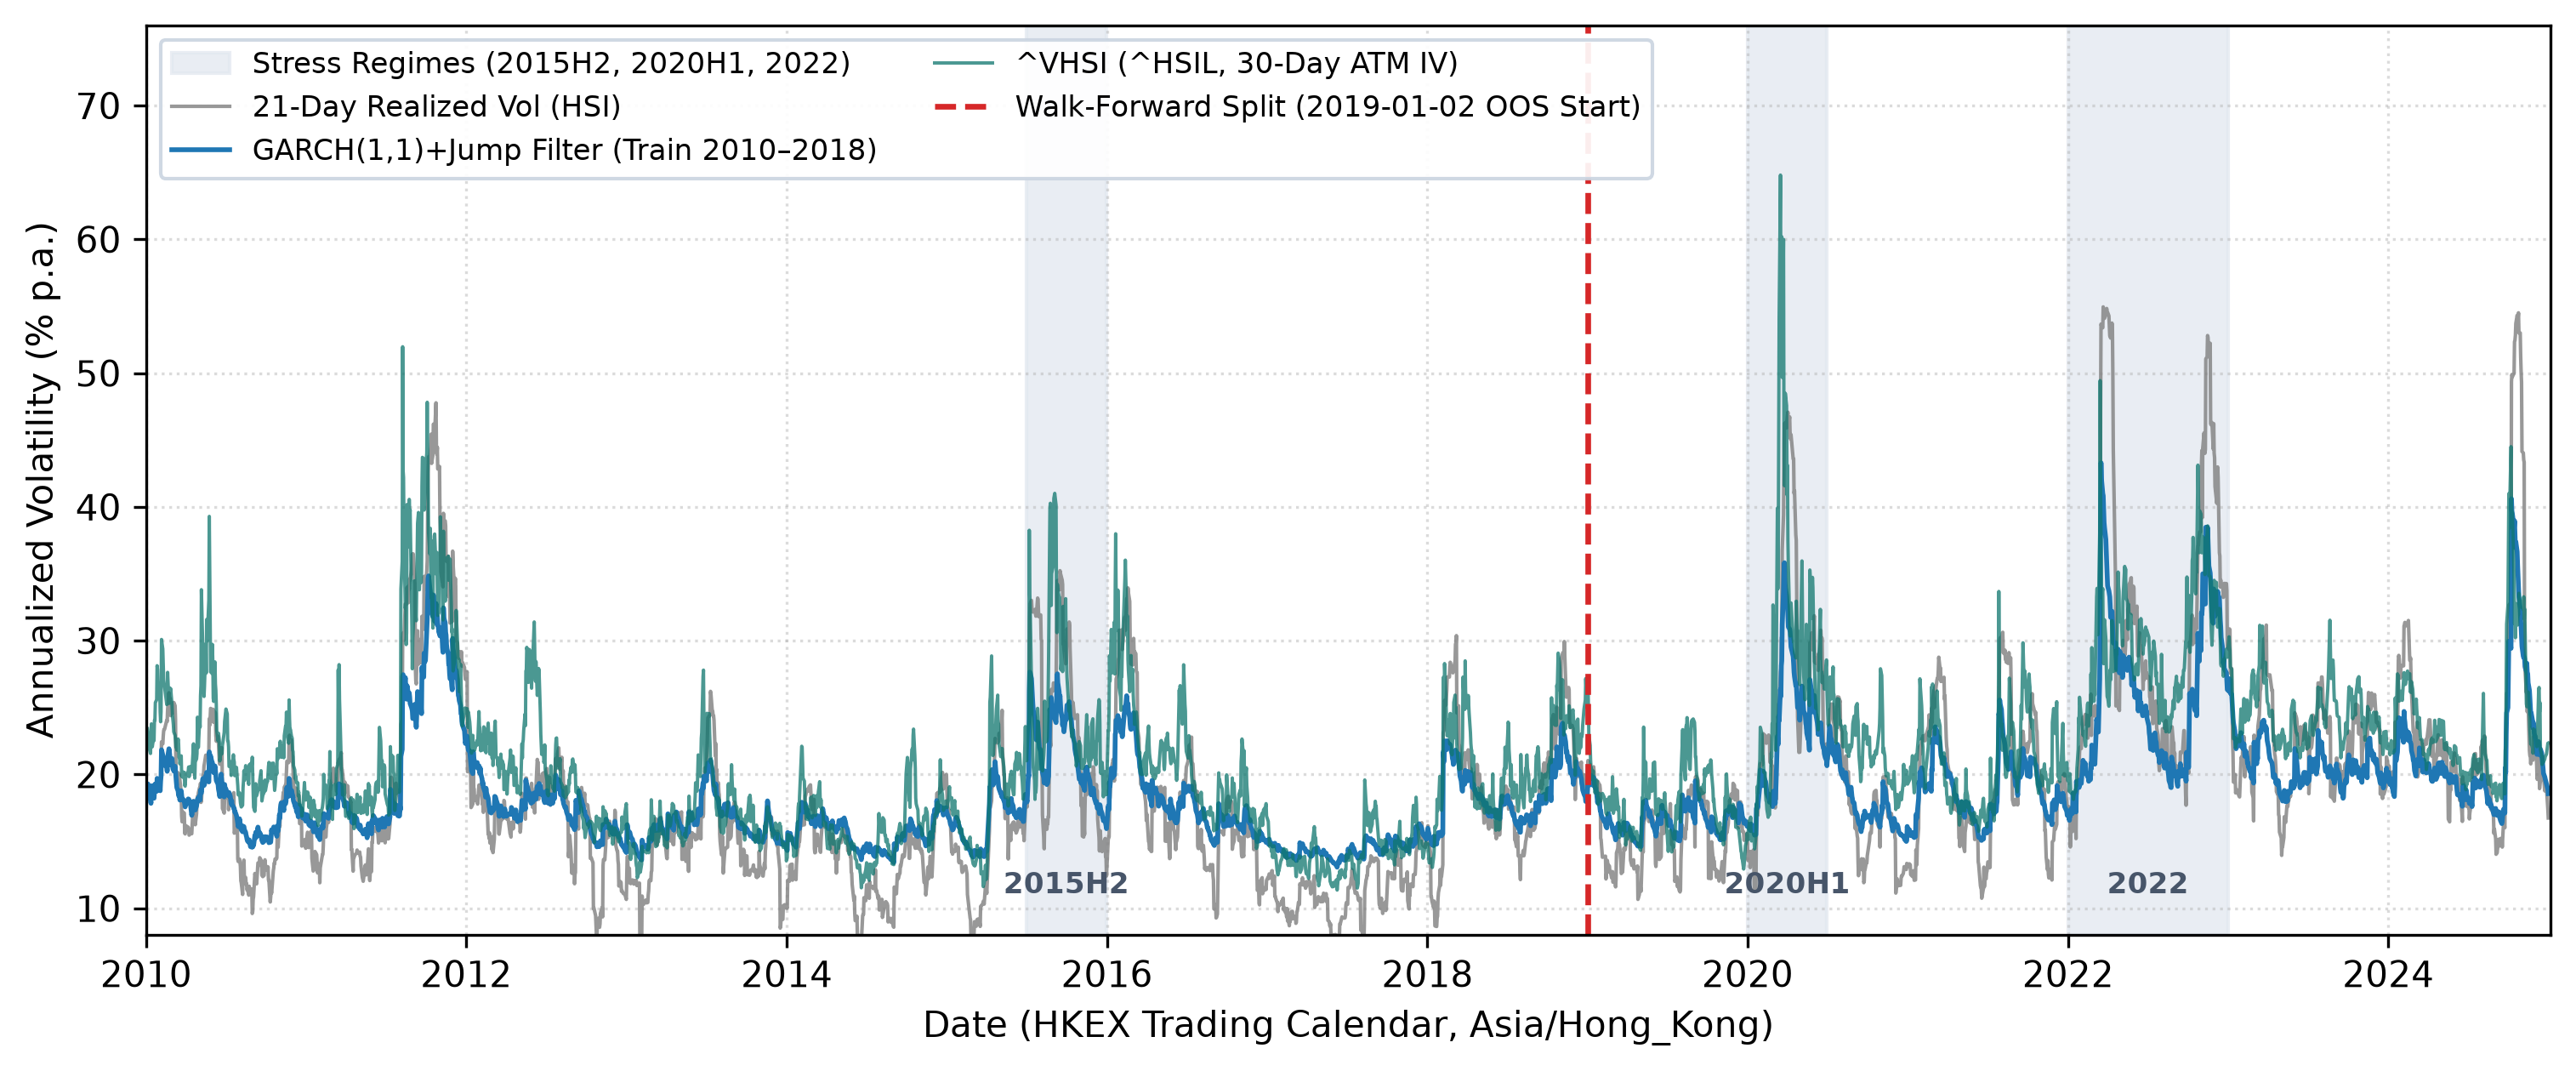 Stress Regimes (2015H2, 2020H1, 2022)
21-Day Realized Vol (HSI)
GARCH(1,1)+Jump Filter (Train 2010–2018)
^VHSI (^HSIL, 30-Day ATM IV)
Walk-Forward Split (2019-01-02 OOS Start)
Annualized Volatility (% p.a.)
70
60
50
40
30
20
10
2015H2
2020H1
2022
2010
2012
2014
2016
2018
2020
2022
2024
Date (HKEX Trading Calendar, Asia/Hong_Kong)